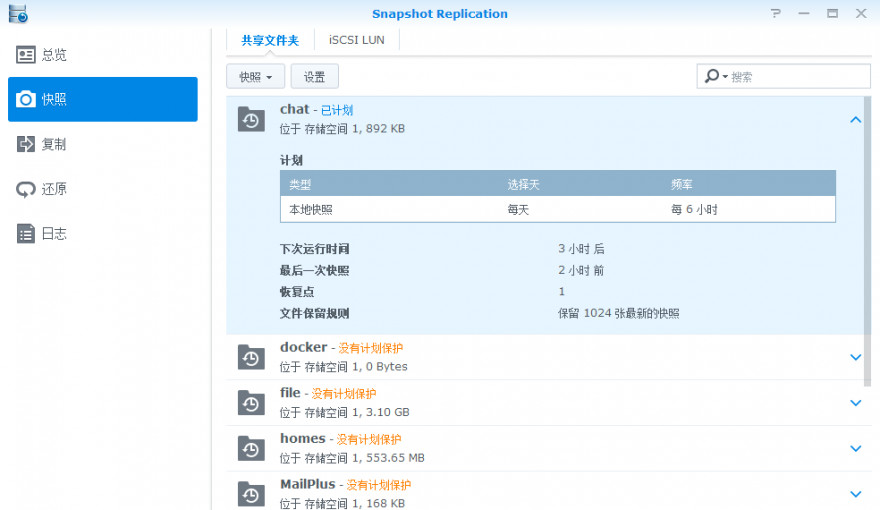 Snapshot Replication
总览
快照
复制
还原
日志
共享文件夹 iSCSI LUN
快照 设置 搜索
chat - 已计划
位于 存储空间 1, 892 KB
计划
类型 选择天 频率
本地快照 每天 每 6 小时
下次运行时间 3 小时 后
最后一次快照 2 小时 前
恢复点 1
文件保留规则 保留 1024 张最新的快照
docker - 没有计划保护
位于 存储空间 1, 0 Bytes
file - 没有计划保护
位于 存储空间 1, 3.10 GB
homes - 没有计划保护
位于 存储空间 1, 553.65 MB
MailPlus - 没有计划保护
位于 存储空间 1, 168 KB